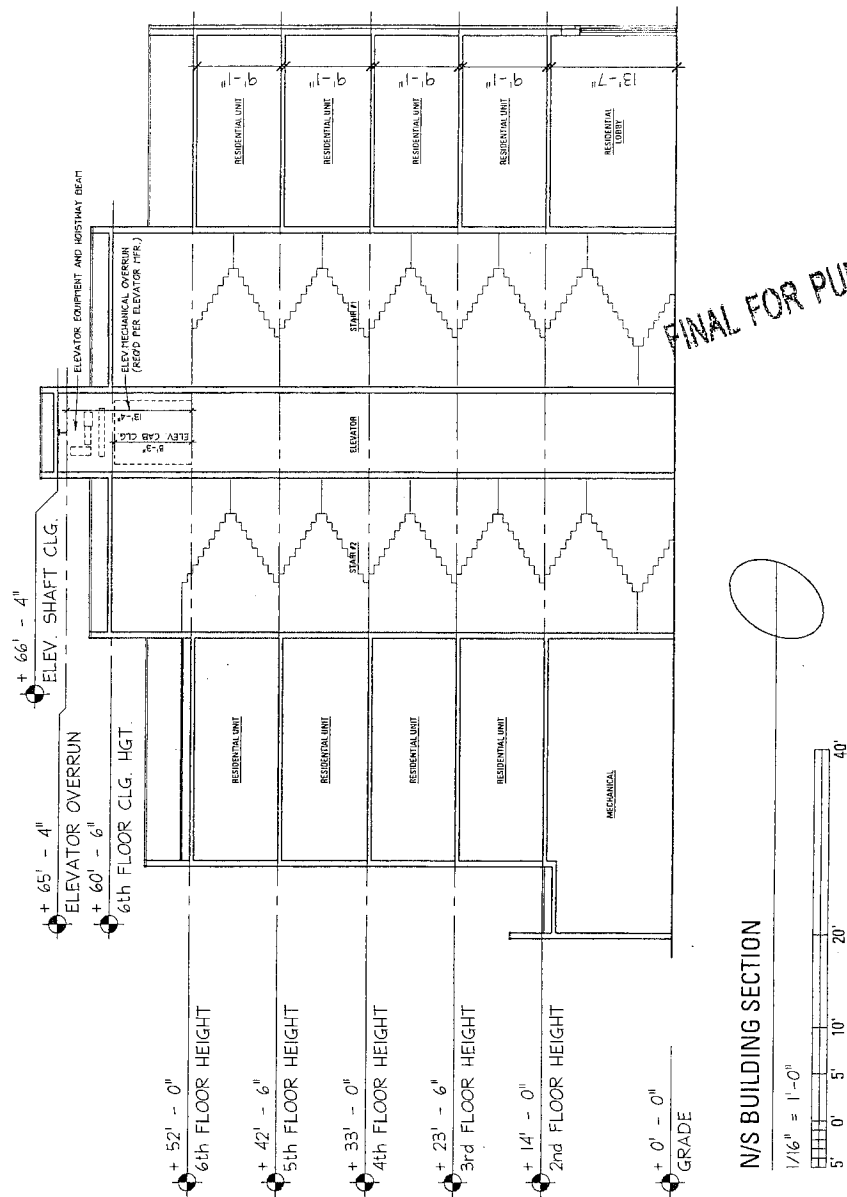 + 66' - 4"
ELEV. SHAFT CLG.
+ 65' - 4"
ELEVATOR OVERRUN
+ 60' - 6"
6th FLOOR CLG. HGT.
+ 52' - 0"
6th FLOOR HEIGHT
+ 42' - 6"
5th FLOOR HEIGHT
+ 33' - 0"
4th FLOOR HEIGHT
+ 23' - 6"
3rd FLOOR HEIGHT
+ 14' - 0"
2nd FLOOR HEIGHT
+ 0' - 0"
GRADE
ELEVATOR EQUIPMENT AND HOISTWAY BEAM
ELEV. MECHANICAL OVERRUN
(REQ'D PER ELEVATOR MFR.)
13'-4"
ELEV CAB CLG
8'-3"
RESIDENTIAL UNIT
RESIDENTIAL UNIT
RESIDENTIAL UNIT
RESIDENTIAL UNIT
MECHANICAL
STAIR #2
ELEVATOR
STAIR #1
RESIDENTIAL UNIT
9'-1"
RESIDENTIAL UNIT
9'-1"
RESIDENTIAL UNIT
9'-1"
RESIDENTIAL UNIT
9'-1"
RESIDENTIAL
LOBBY
13'-7"
FINAL FOR PU
N/S BUILDING SECTION
1/16" = 1'-0"
5' 0' 5' 10' 20' 40'